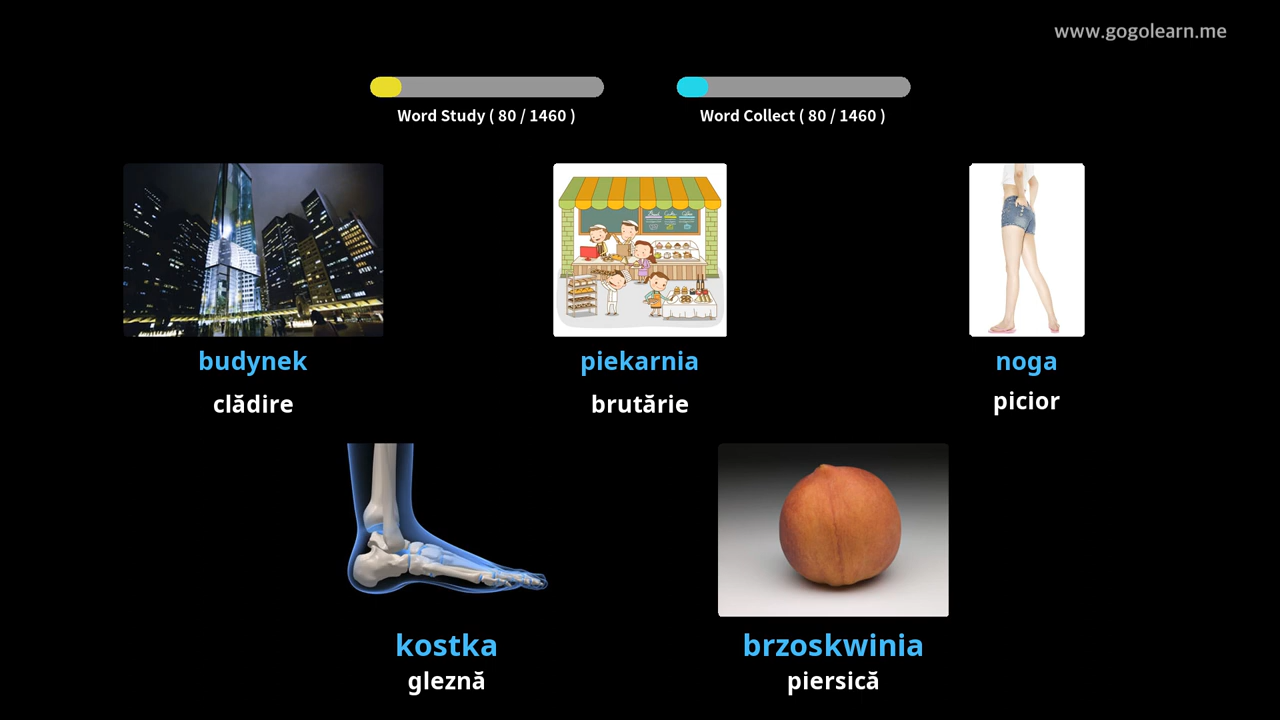 www.gogolearn.me
Word Study ( 80 / 1460 )
Word Collect ( 80 / 1460 )
budynek
piekarnia
noga
clădire
brutărie
picior
kostka
brzoskwinia
gleznă
piersică